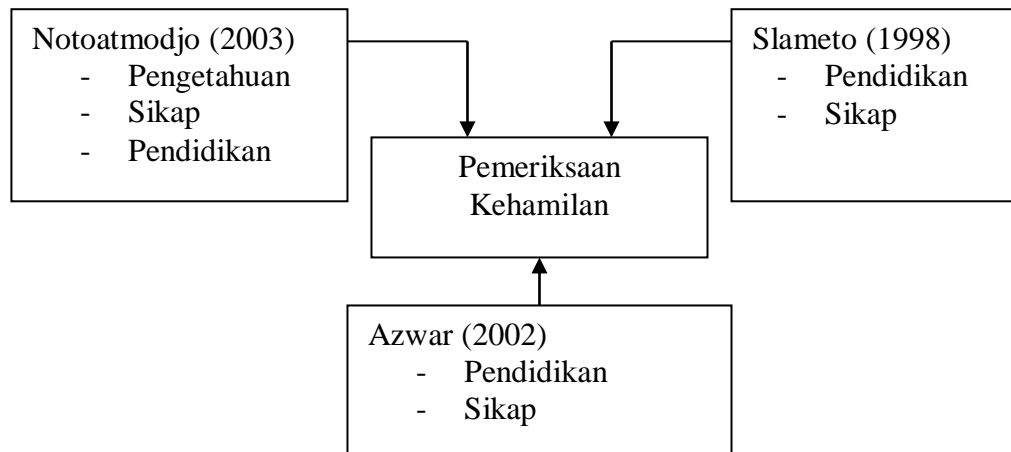 Notoatmodjo (2003)
- Pengetahuan
- Sikap
- Pendidikan
Slameto (1998)
- Pendidikan
- Sikap
Pemeriksaan
Kehamilan
Azwar (2002)
- Pendidikan
- Sikap